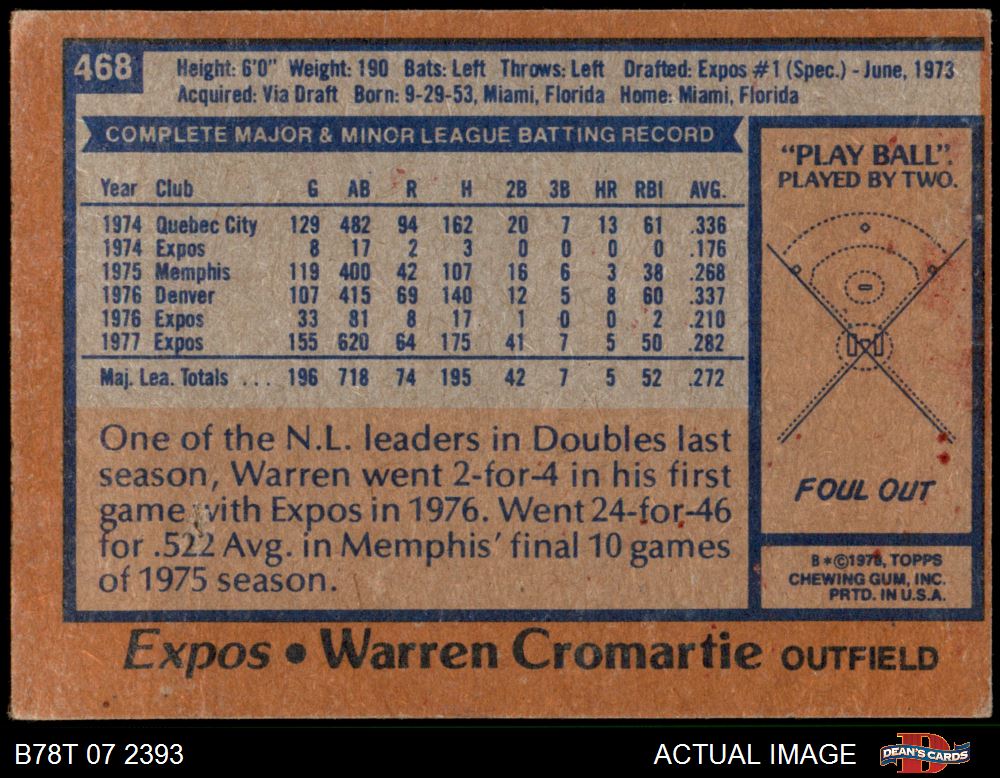 468
Height: 6'0" Weight: 190 Bats: Left Throws: Left Drafted: Expos #1 (Spec.) - June, 1973
Acquired: Via Draft Born: 9-29-53, Miami, Florida Home: Miami, Florida
COMPLETE MAJOR & MINOR LEAGUE BATTING RECORD
Year Club G AB R H 2B 3B HR RBI AVG.
1974 Quebec City 129 482 94 162 20 7 13 61 .336
1974 Expos 8 17 2 3 0 0 0 0 .176
1975 Memphis 119 400 42 107 16 6 3 38 .268
1976 Denver 107 415 69 140 12 5 8 60 .337
1976 Expos 33 81 8 17 1 0 0 2 .210
1977 Expos 155 620 64 175 41 7 5 50 .282
Maj. Lea. Totals ... 196 718 74 195 42 7 5 52 .272
One of the N.L. leaders in Doubles last
season, Warren went 2-for-4 in his first
game with Expos in 1976. Went 24-for-46
for .522 Avg. in Memphis' final 10 games
of 1975 season.
"PLAY BALL".
PLAYED BY TWO.
FOUL OUT
B*©1978, TOPPS
CHEWING GUM, INC.
PRTD. IN U.S.A.
Expos • Warren Cromartie OUTFIELD
B78T 07 2393
ACTUAL IMAGE
DEAN'S CARDS